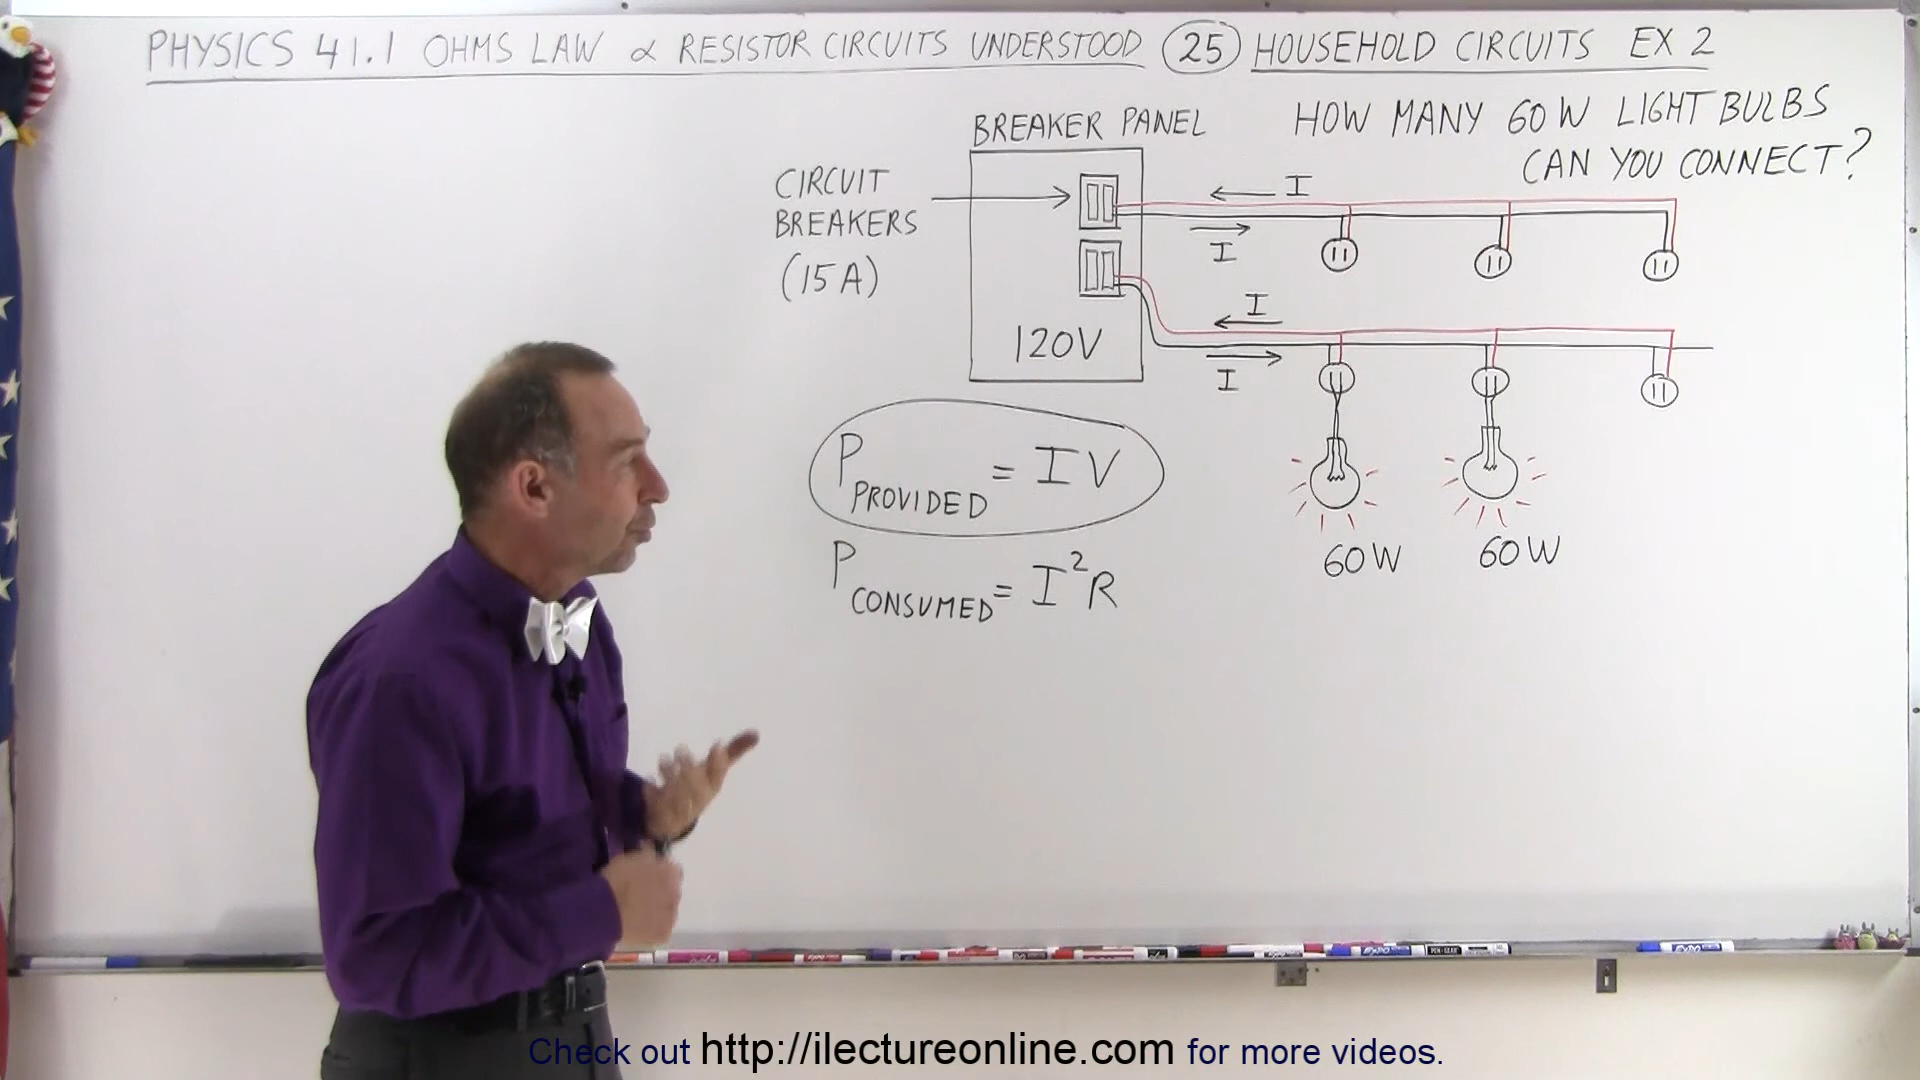 PHYSICS 41.1 OHMS LAW & RESISTOR CIRCUITS UNDERSTOOD 25 HOUSEHOLD CIRCUITS EX 2
HOW MANY 60W LIGHT BULBS
CAN YOU CONNECT?
BREAKER PANEL
CIRCUIT
BREAKERS
(15A)
I
I
I
I
120V
P PROVIDED = IV
P CONSUMED = I²R
60W
60W
Check out http://ilectureonline.com for more videos.